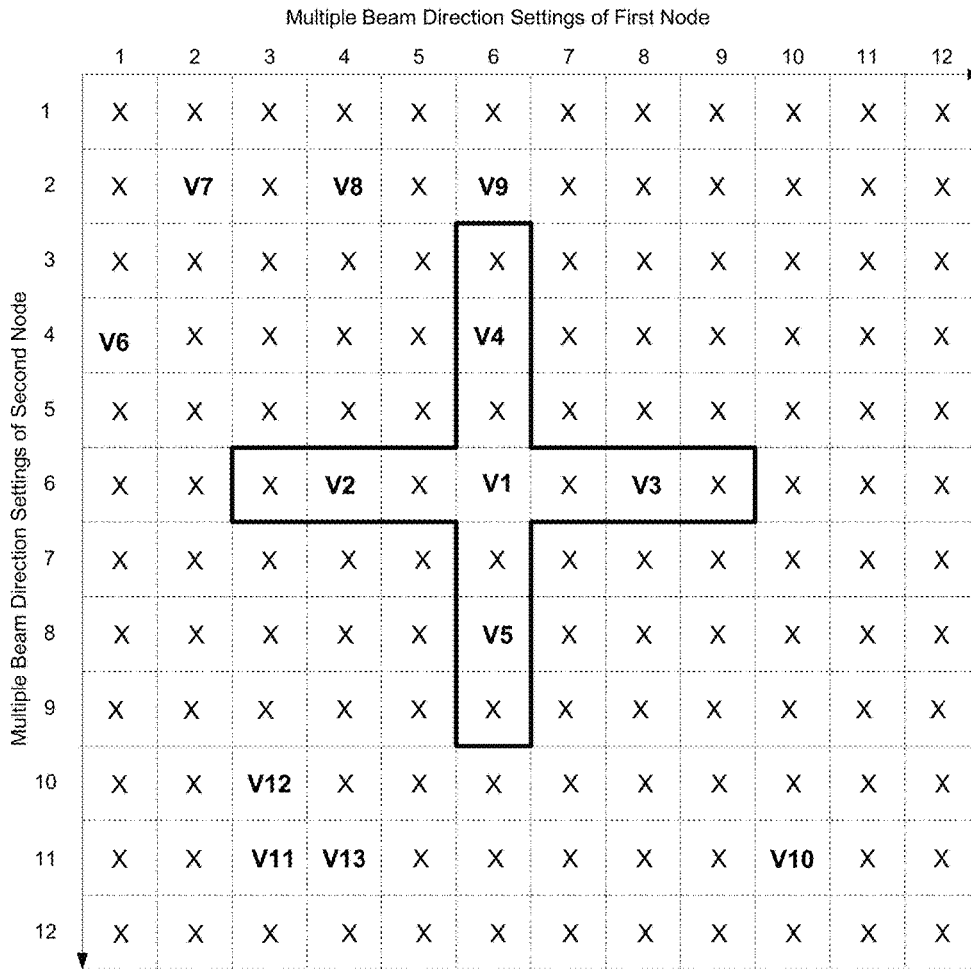 Multiple Beam Direction Settings of First Node
1 2 3 4 5 6 7 8 9 10 11 12
Multiple Beam Direction Settings of Second Node
1 X X X X X X X X X X X X
2 X V7 X V8 X V9 X X X X X X
3 X X X X X X X X X X X X
4 V6 X X X X V4 X X X X X X
5 X X X X X X X X X X X X
6 X X X V2 X V1 X V3 X X X X
7 X X X X X X X X X X X X
8 X X X X X V5 X X X X X X
9 X X X X X X X X X X X X
10 X X V12 X X X X X X X X X
11 X X V11 V13 X X X X X V10 X X
12 X X X X X X X X X X X X